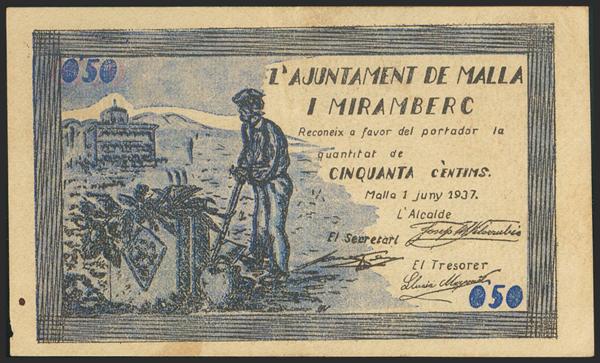 0'50
L'AJUNTAMENT DE MALLA
I MIRAMBERC
Reconeix a favor del portador la
quantitat de
CINQUANTA CÈNTIMS.
Malla 1 juny 1937.
L'Alcalde
El Secretari
El Tresorer
0'50